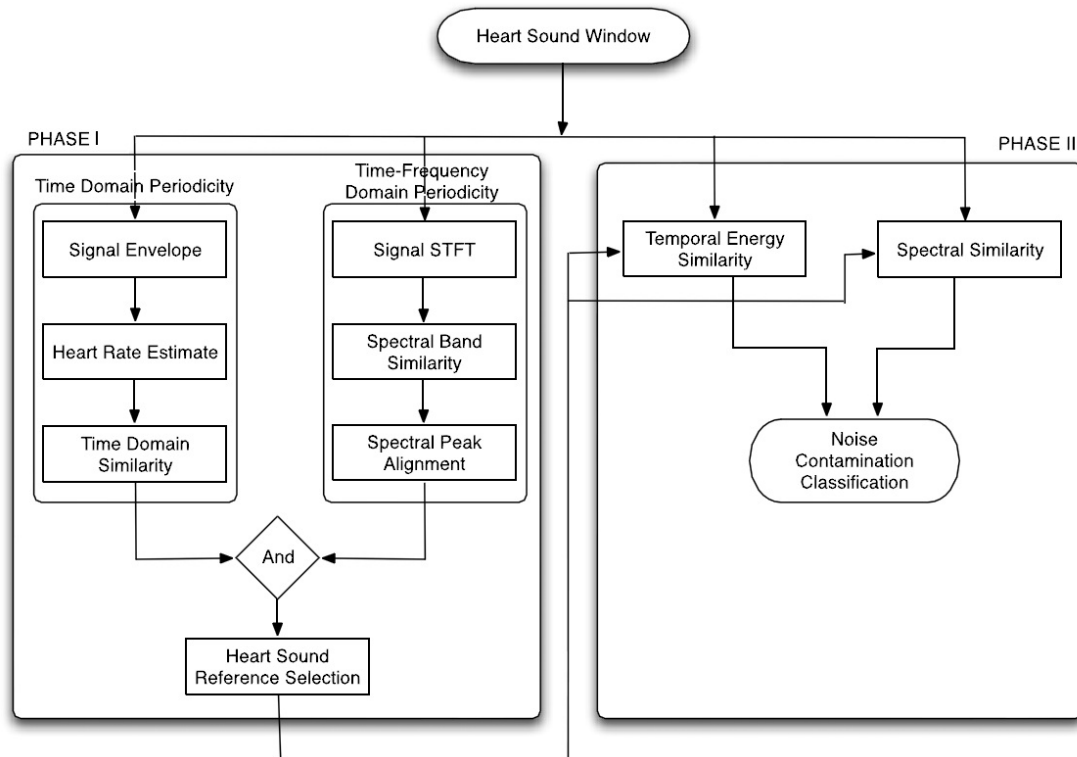 Heart Sound Window
PHASE I
PHASE II
Time Domain Periodicity
Time-Frequency
Domain Periodicity
Signal Envelope
Signal STFT
Temporal Energy
Similarity
Spectral Similarity
Heart Rate Estimate
Spectral Band
Similarity
Time Domain
Similarity
Spectral Peak
Alignment
Noise
Contamination
Classification
And
Heart Sound
Reference Selection